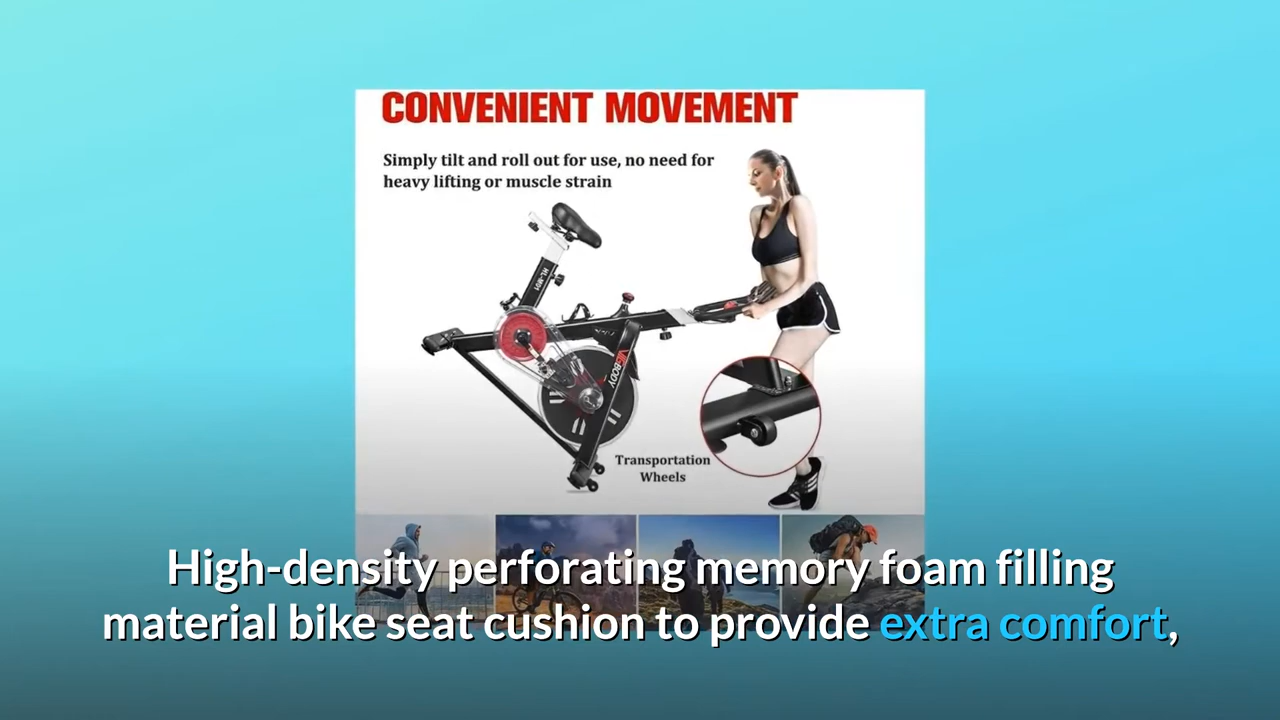 CONVENIENT MOVEMENT
Simply tilt and roll out for use, no need for
heavy lifting or muscle strain
Transportation
Wheels
High-density perforating memory foam filling
material bike seat cushion to provide extra comfort,